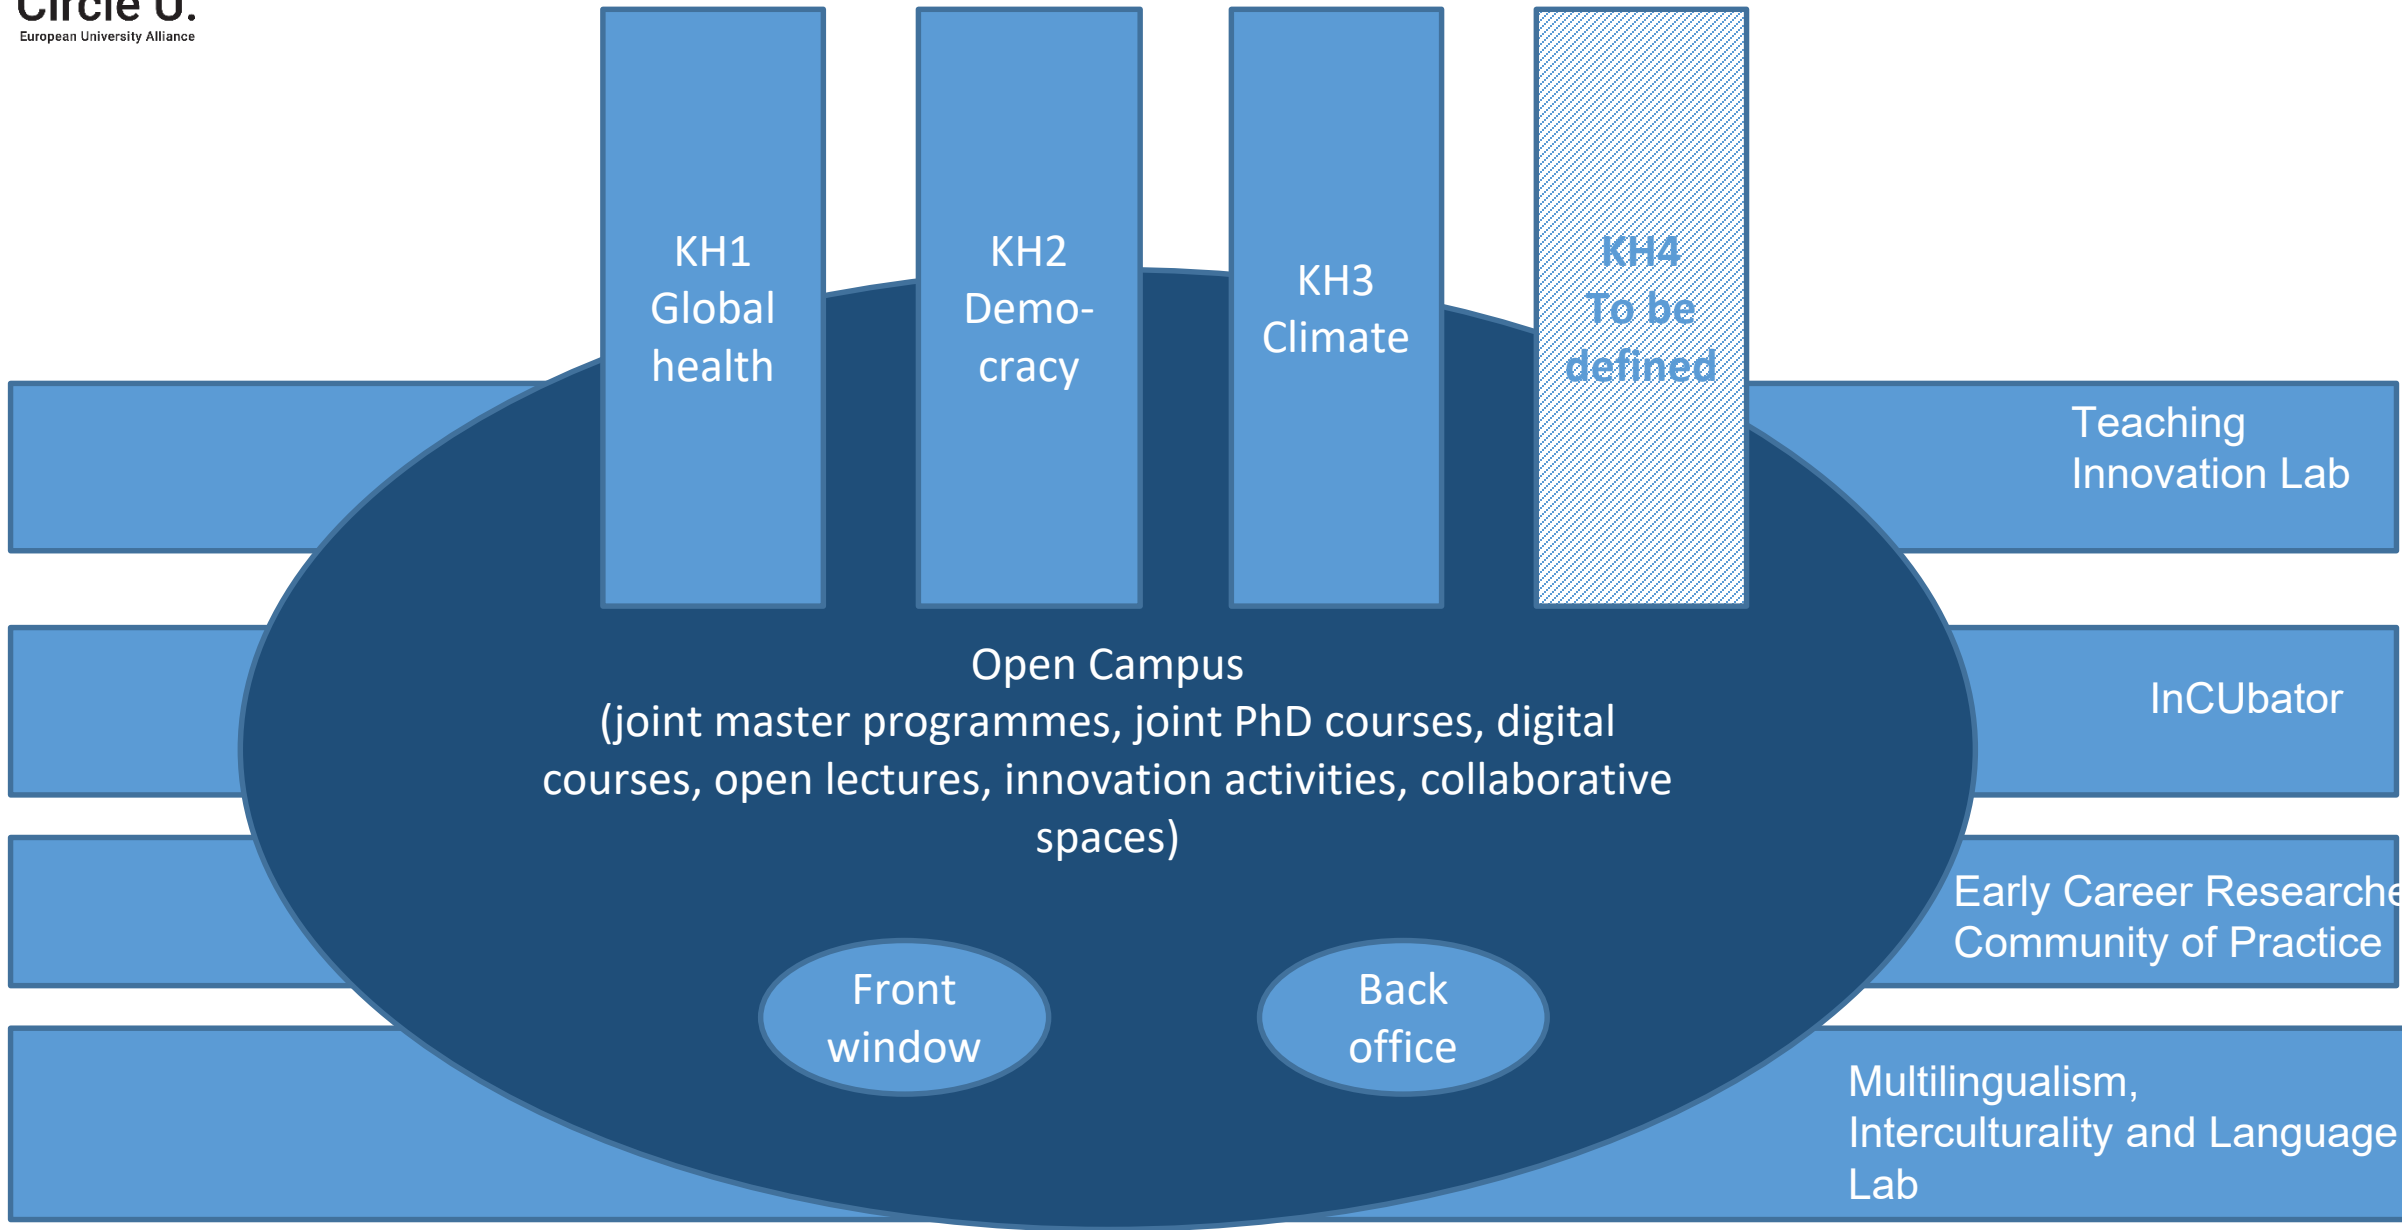 Circle U.
European University Alliance
KH1
Global
health
KH2
Demo-
cracy
KH3
Climate
KH4
To be
defined
Teaching
Innovation Lab
Open Campus
(joint master programmes, joint PhD courses, digital
courses, open lectures, innovation activities, collaborative
spaces)
InCUbator
Early Career Researche
Community of Practice
Front
window
Back
office
Multilingualism,
Interculturality and Language
Lab